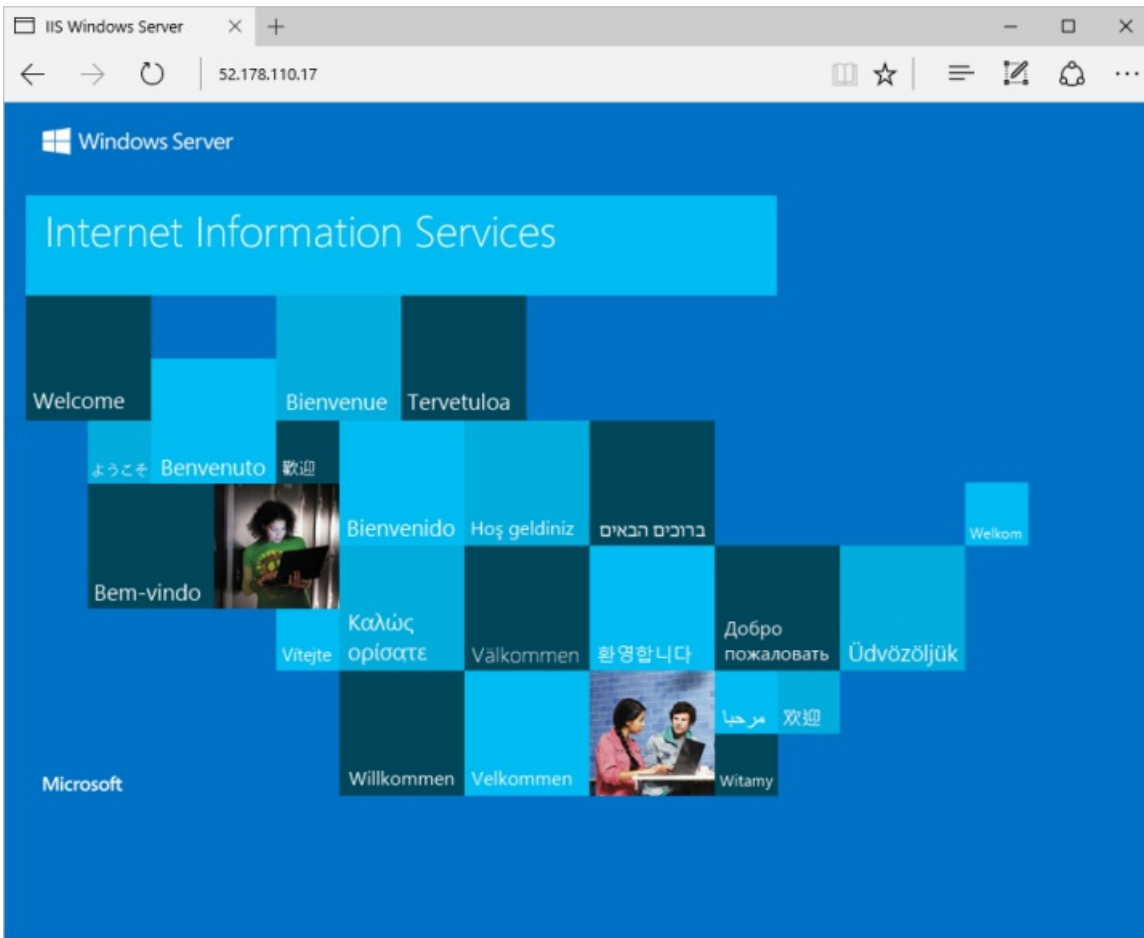 IIS Windows Server
52.178.110.17
Windows Server
Internet Information Services
Welcome
Bienvenue
Tervetuloa
ようこそ
Benvenuto
歡迎
Bienvenido
Hoş geldiniz
ברוכים הבאים
Welkom
Bem-vindo
Vítejte
Καλώς
ορίσατε
Välkommen
환영합니다
Добро
пожаловать
Üdvözöljük
مرحبا
欢迎
Willkommen
Velkommen
Witamy
Microsoft